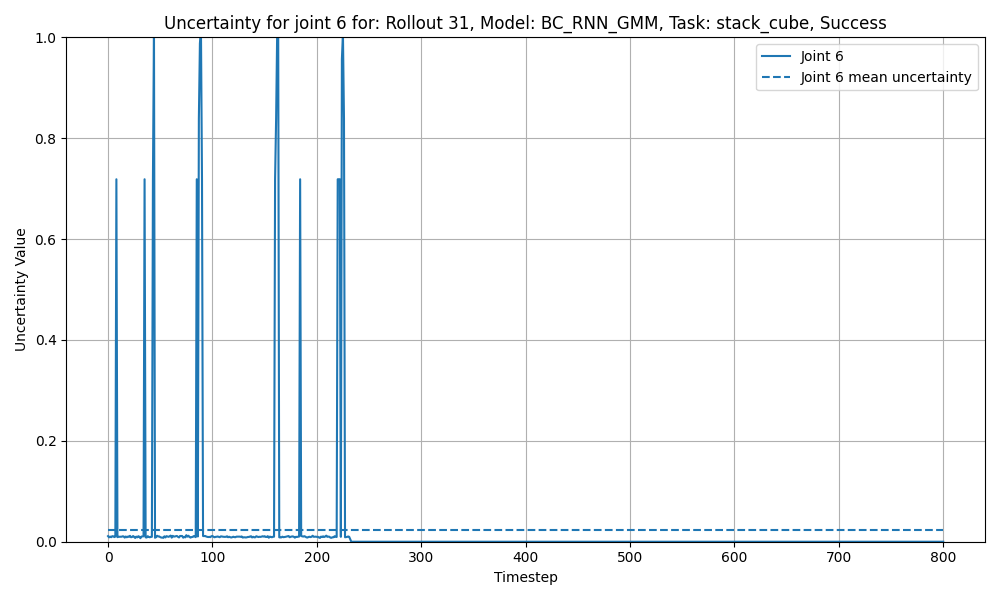 Uncertainty for joint 6 for: Rollout 31, Model: BC_RNN_GMM, Task: stack_cube, Success
Joint 6
Joint 6 mean uncertainty
Uncertainty Value
1.0
0.8
0.6
0.4
0.2
0.0
0 100 200 300 400 500 600 700 800
Timestep